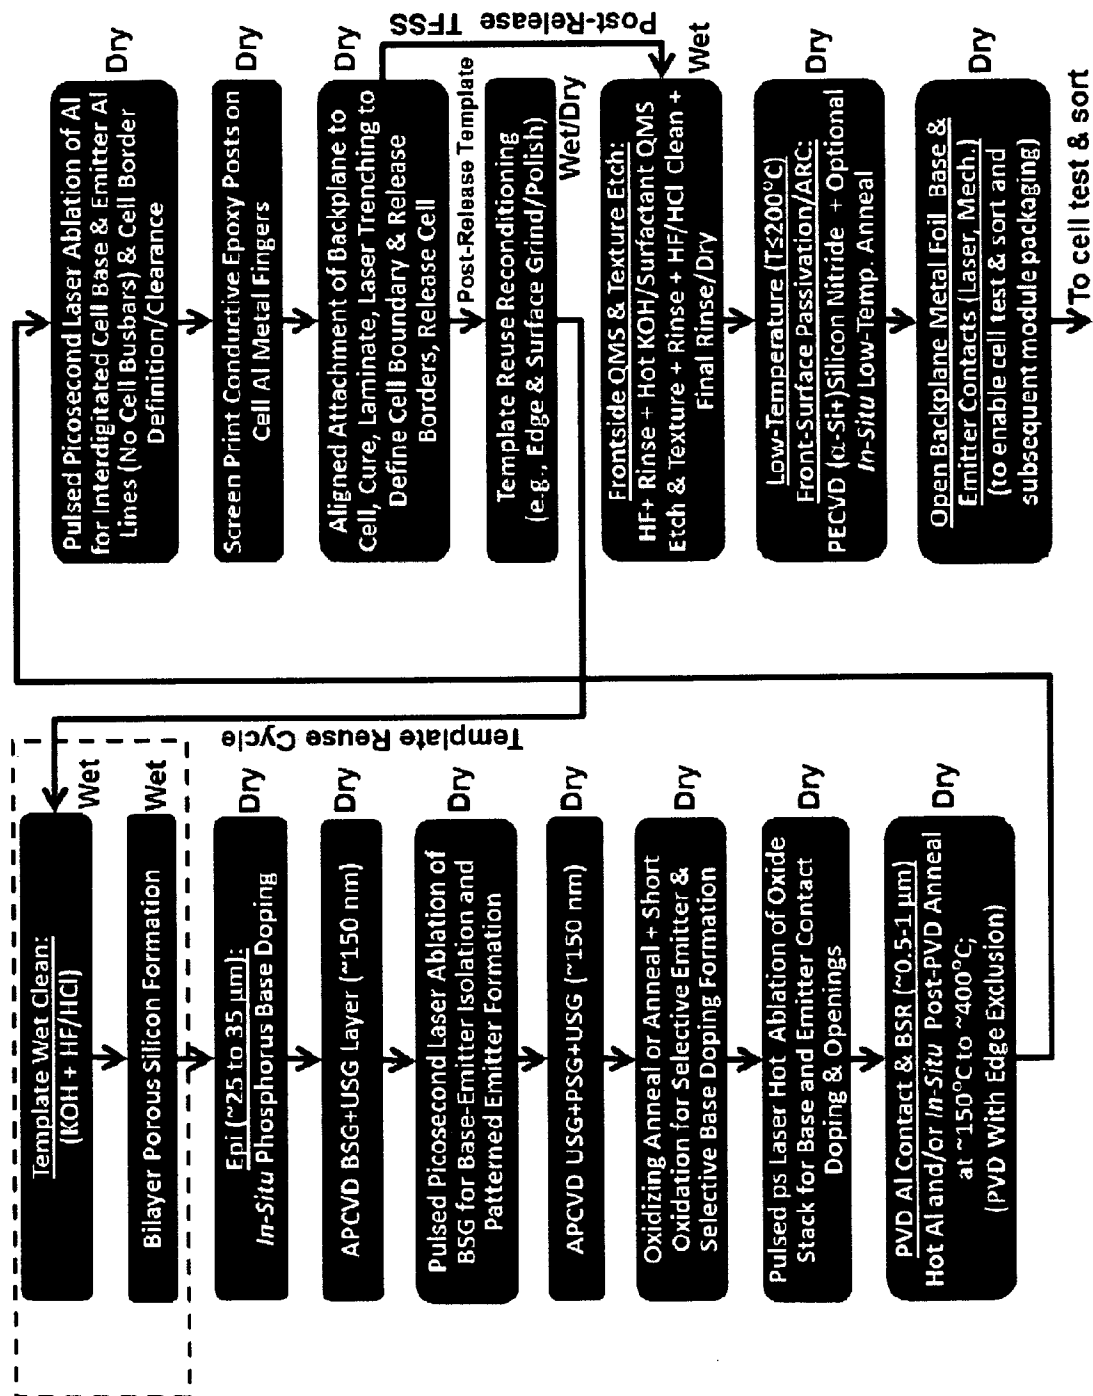 Template Wet Clean:
(KOH + HF/HCl)
Wet
Bilayer Porous Silicon Formation
Wet
Epi (~25 to 35 µm):
In-Situ Phosphorus Base Doping
Dry
APCVD BSG+USG Layer (~150 nm)
Dry
Pulsed Picosecond Laser Ablation of
BSG for Base-Emitter Isolation and
Patterned Emitter Formation
Dry
APCVD USG+PSG+USG (~150 nm)
Dry
Oxidizing Anneal or Anneal + Short
Oxidation for Selective Emitter &
Selective Base Doping Formation
Dry
Pulsed ps Laser Hot Ablation of Oxide
Stack for Base and Emitter Contact
Doping & Openings
Dry
PVD Al Contact & BSR (~0.5-1 µm)
Hot Al and/or In-Situ Post-PVD Anneal
at ~150°C to ~400°C;
(PVD With Edge Exclusion)
Dry
Template Reuse Cycle
Pulsed Picosecond Laser Ablation of Al
for Interdigitated Cell Base & Emitter Al
Lines (No Cell Busbars) & Cell Border
Definition/Clearance
Dry
Screen Print Conductive Epoxy Posts on
Cell Al Metal Fingers
Dry
Aligned Attachment of Backplane to
Cell, Cure, Laminate, Laser Trenching to
Define Cell Boundary & Release
Borders, Release Cell
Dry
Post-Release Template
Post-Release TFSS
Template Reuse Reconditioning
(e.g., Edge & Surface Grind/Polish)
Wet/Dry
Frontside QMS & Texture Etch:
HF+ Rinse + Hot KOH/Surfactant QMS
Etch & Texture + Rinse + HF/HCl Clean +
Final Rinse/Dry
Wet
Low-Temperature (T≤200°C)
Front-Surface Passivation/ARC:
PECVD (α-Si+)Silicon Nitride + Optional
In-Situ Low-Temp. Anneal
Dry
Open Backplane Metal Foil Base &
Emitter Contacts (Laser, Mech.)
(to enable cell test & sort and
subsequent module packaging)
Dry
To cell test & sort